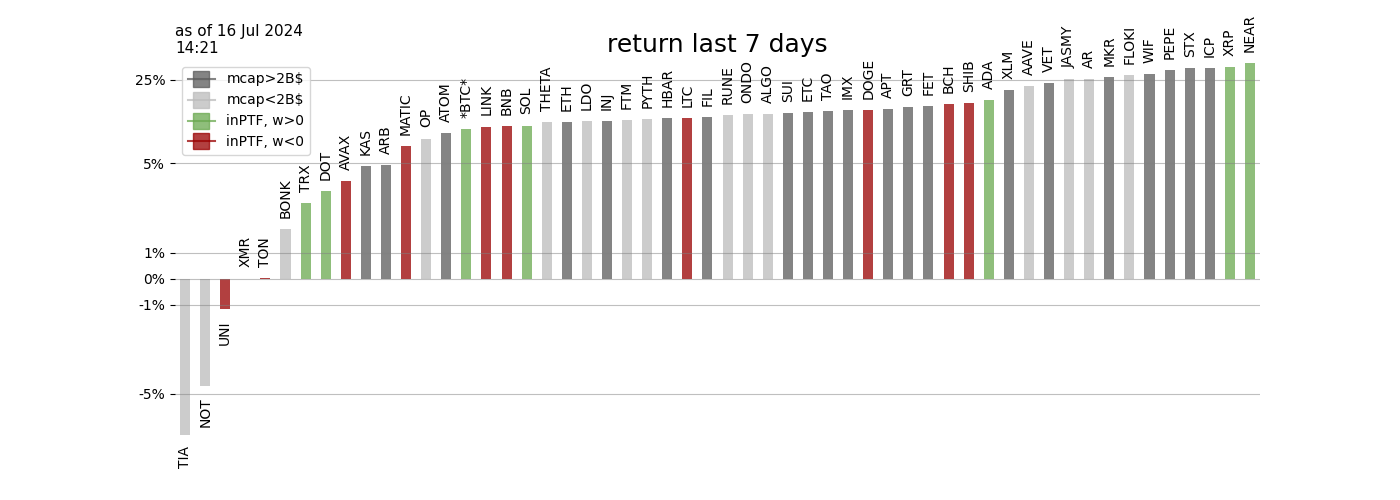 as of 16 Jul 2024
14:21
return last 7 days
mcap>2B$
mcap<2B$
inPTF, w>0
inPTF, w<0
25%
5%
1%
0%
-1%
-5%
TIA
NOT
UNI
XMR
TON
BONK
TRX
DOT
AVAX
KAS
ARB
MATIC
OP
ATOM
*BTC*
LINK
BNB
SOL
THETA
ETH
LDO
INJ
FTM
PYTH
HBAR
LTC
FIL
RUNE
ONDO
ALGO
SUI
ETC
TAO
IMX
DOGE
APT
GRT
FET
BCH
SHIB
ADA
XLM
AAVE
VET
JASMY
AR
MKR
FLOKI
WIF
PEPE
STX
ICP
XRP
NEAR